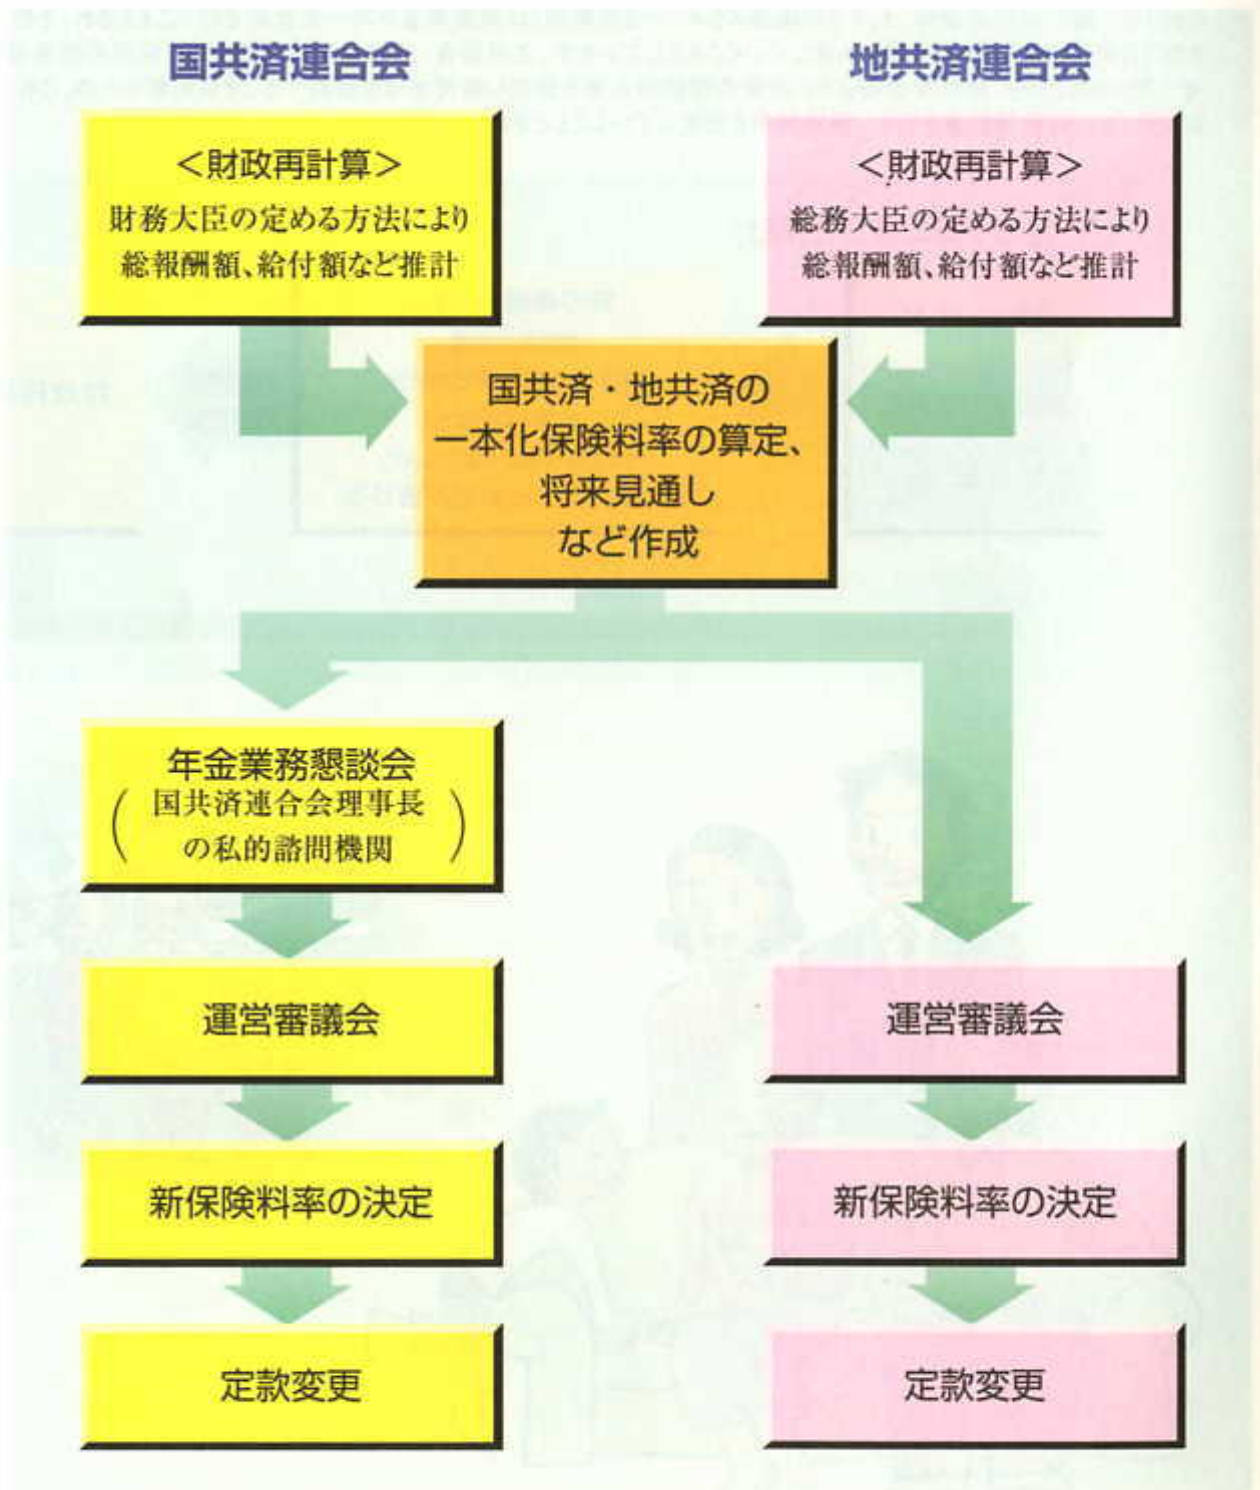 国共済連合会
地共済連合会
＜財政再計算＞
財務大臣の定める方法により
総報酬額、給付額など推計
＜財政再計算＞
総務大臣の定める方法により
総報酬額、給付額など推計
国共済・地共済の
一本化保険料率の算定、
将来見通し
など作成
年金業務懇談会
（国共済連合会理事長
の私的諮問機関）
運営審議会
新保険料率の決定
定款変更
運営審議会
新保険料率の決定
定款変更